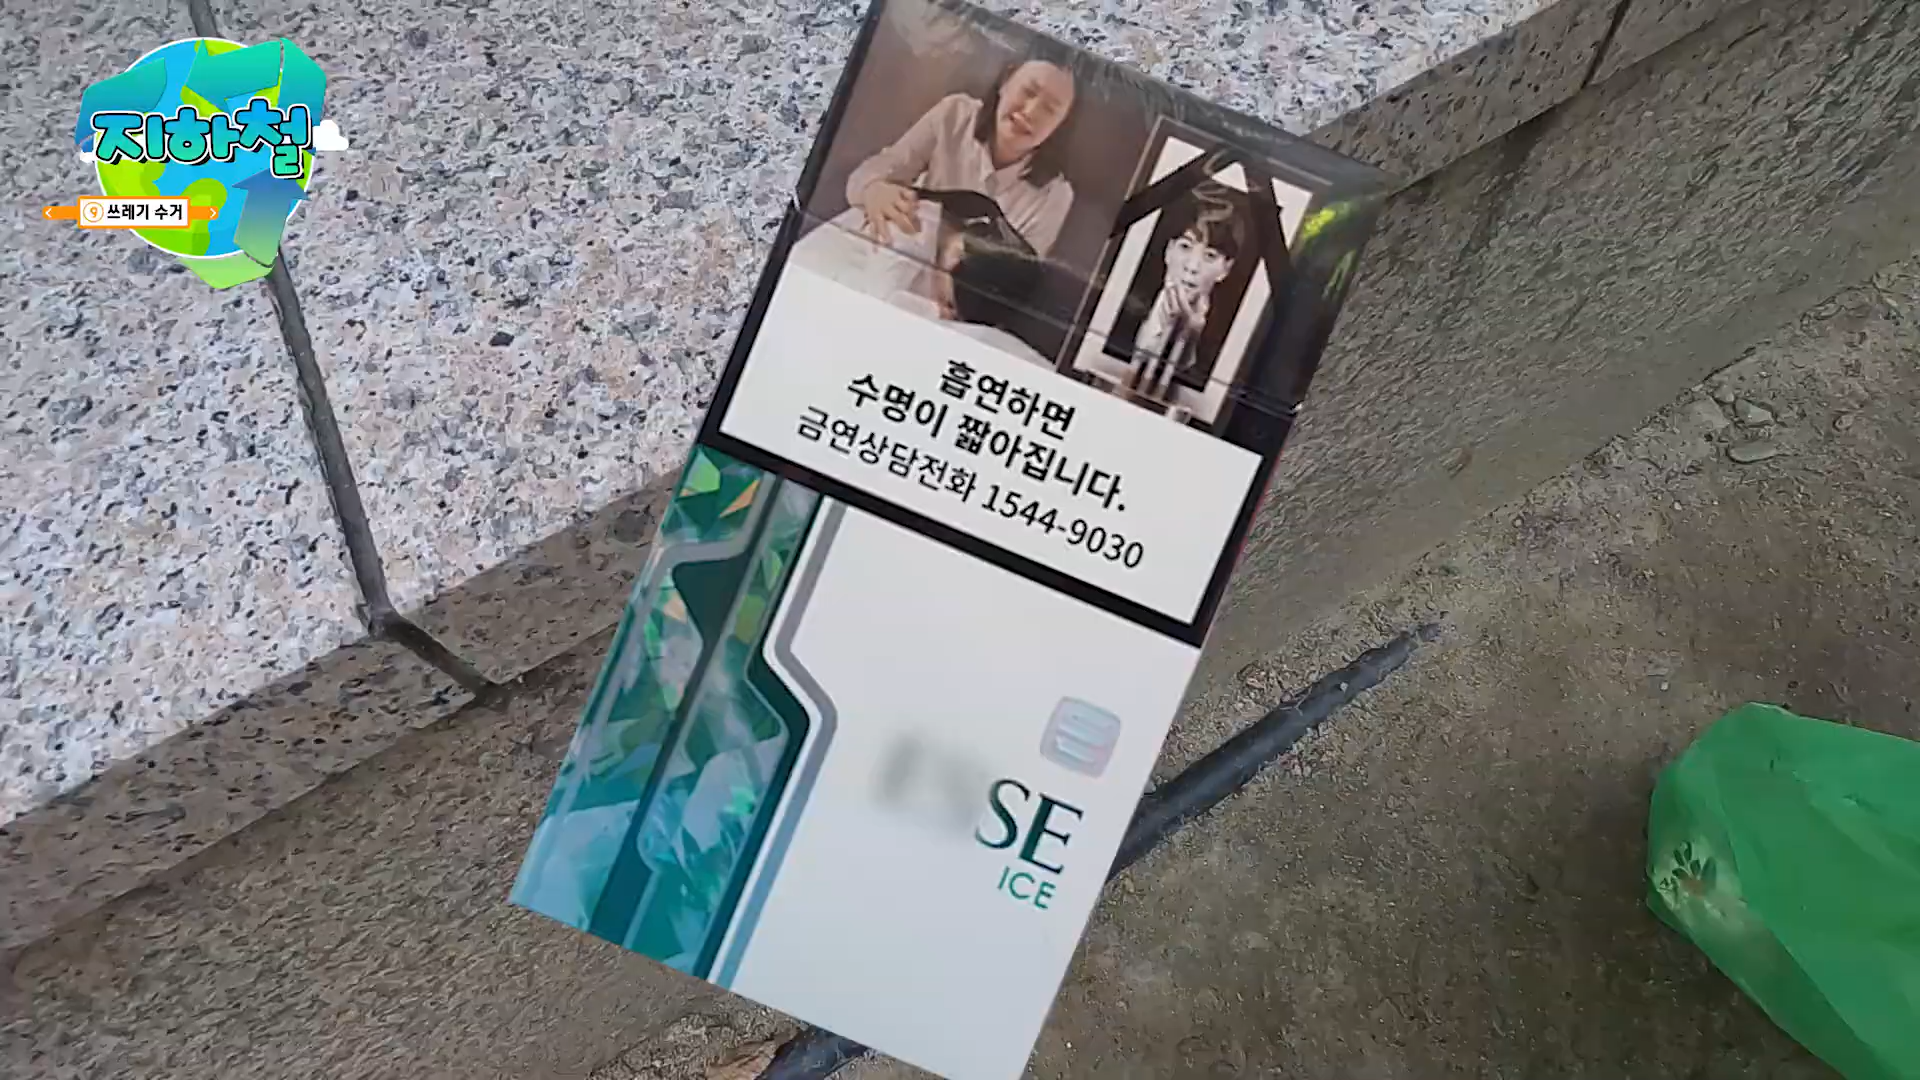 지하철
9 쓰레기 수거
흡연하면
수명이 짧아집니다.
금연상담전화 1544-9030
SE
ICE